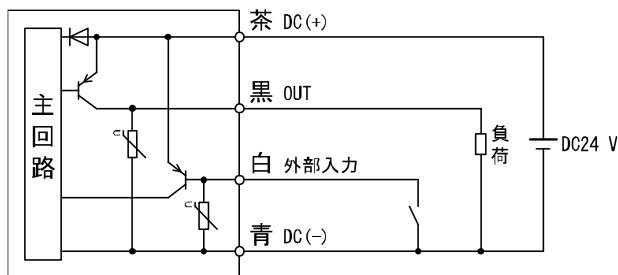 茶 DC(+)
主回路
黒 OUT
負荷
DC24 V
白 外部入力
青 DC(−)